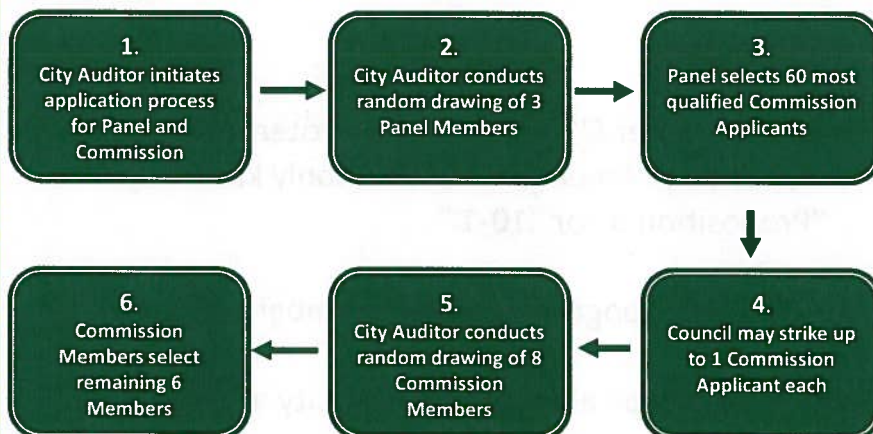 1.
City Auditor initiates
application process
for Panel and
Commission
2.
City Auditor conducts
random drawing of 3
Panel Members
3.
Panel selects 60 most
qualified Commission
Applicants
4.
Council may strike up
to 1 Commission
Applicant each
5.
City Auditor conducts
random drawing of 8
Commission
Members
6.
Commission
Members select
remaining 6
Members